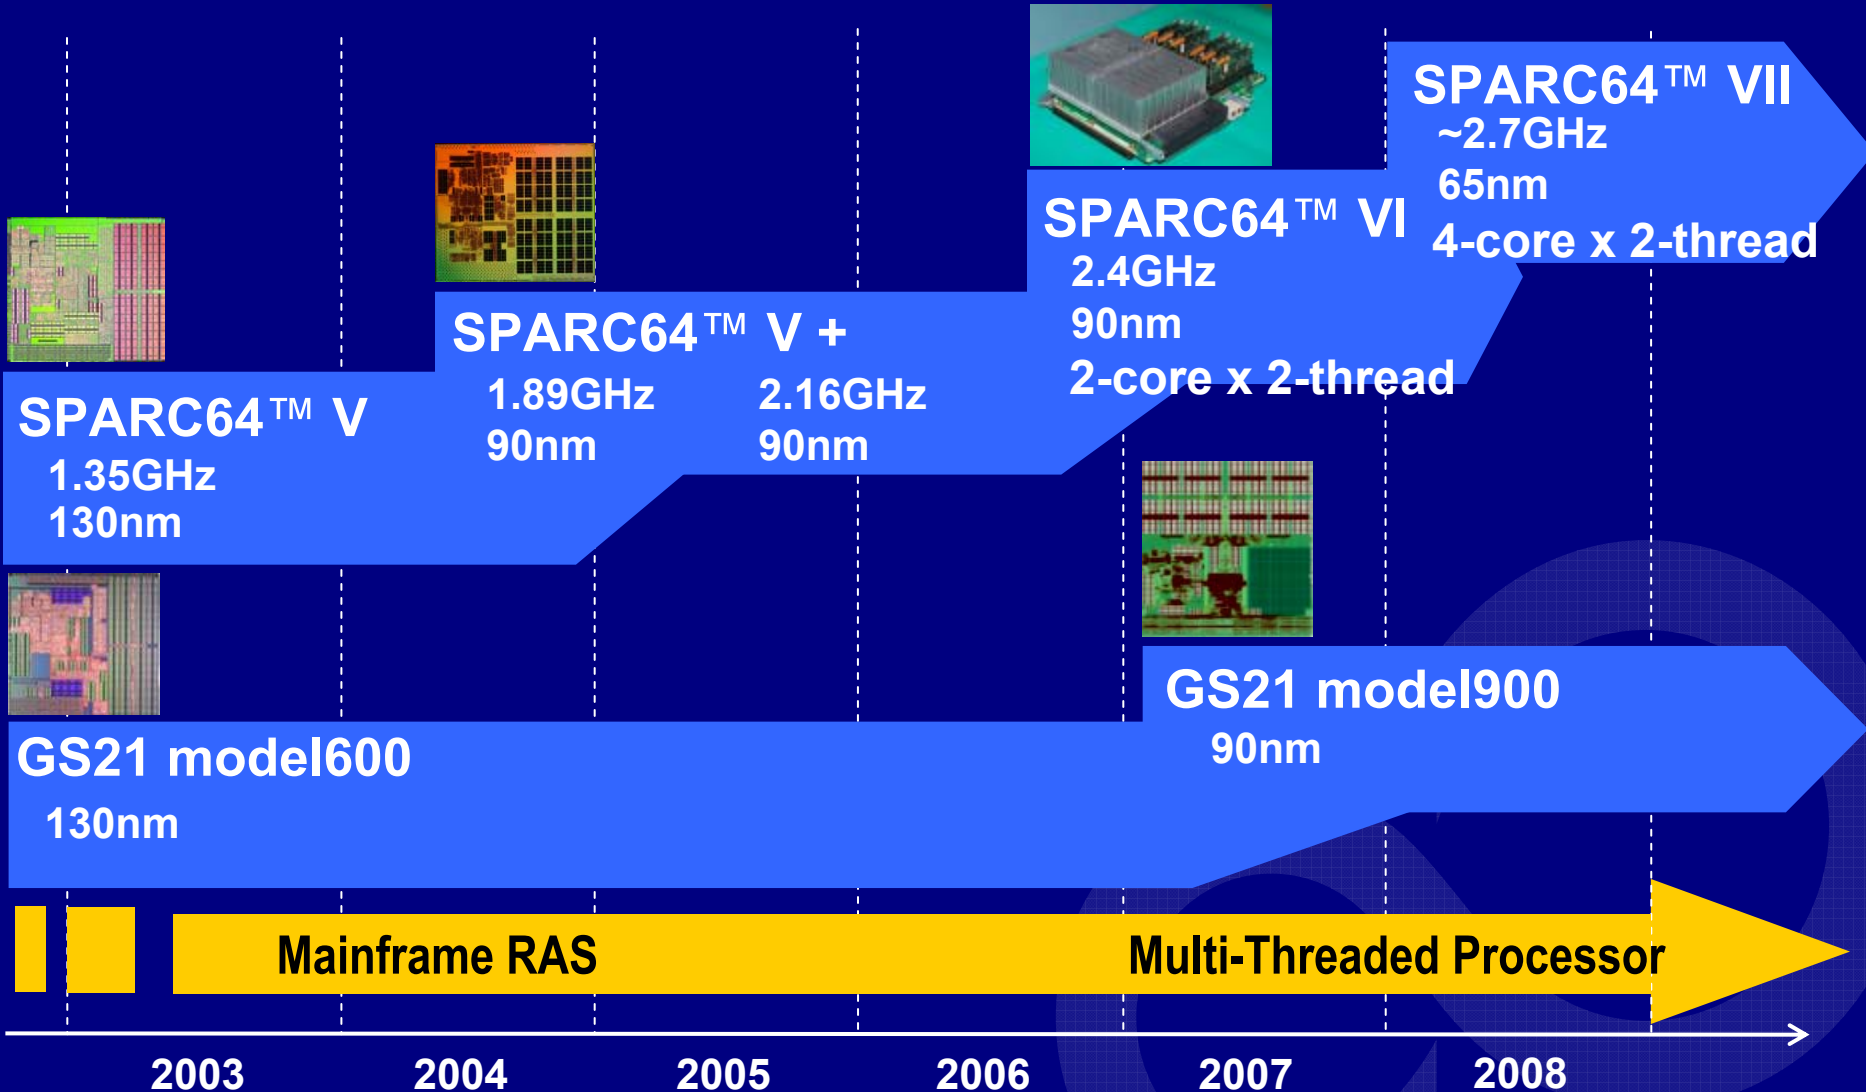 SPARC64™ VII
~2.7GHz
65nm
4-core x 2-thread
SPARC64™ VI
2.4GHz
90nm
2-core x 2-thread
SPARC64™ V +
1.89GHz 2.16GHz
90nm 90nm
SPARC64™ V
1.35GHz
130nm
GS21 model900
90nm
GS21 model600
130nm
Mainframe RAS Multi-Threaded Processor
2003 2004 2005 2006 2007 2008